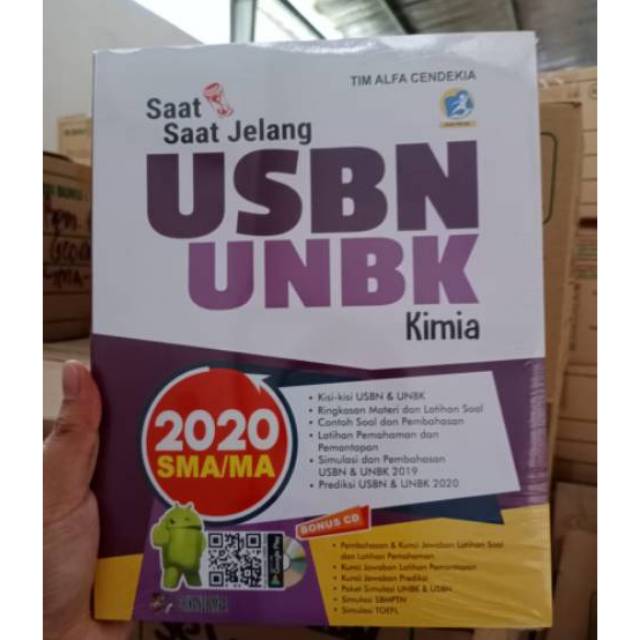 TIM ALFA CENDEKIA
Saat
Saat Jelang
USBN
UNBK
Kimia
2020
SMA/MA
• Kisi-kisi USBN & UNBK
• Ringkasan Materi dan Latihan Soal
• Contoh Soal dan Pembahasan
• Latihan Pemahaman dan
Pemantapan
• Simulasi dan Pembahasan
USBN & UNBK 2019
• Prediksi USBN & UNBK 2020
BONUS CD
• Pembahasan & Kunci Jawaban Latihan Soal
dan Latihan Pemahaman
• Kunci Jawaban Latihan Pemantapan
• Kunci Jawaban Prediksi
• Paket Simulasi UNBK & USBN
• Simulasi SBMPTN
• Simulasi TOEFL